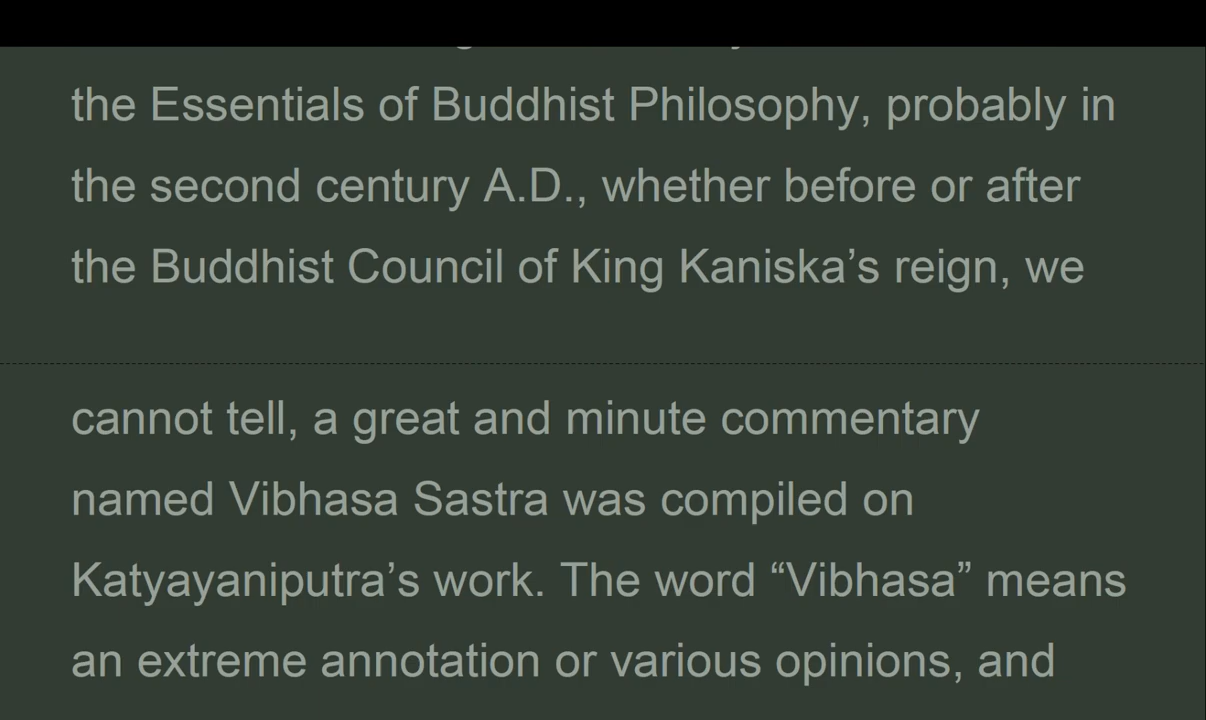 the Essentials of Buddhist Philosophy, probably in
the second century A.D., whether before or after
the Buddhist Council of King Kaniska’s reign, we
cannot tell, a great and minute commentary
named Vibhasa Sastra was compiled on
Katyayaniputra’s work. The word “Vibhasa” means
an extreme annotation or various opinions, and